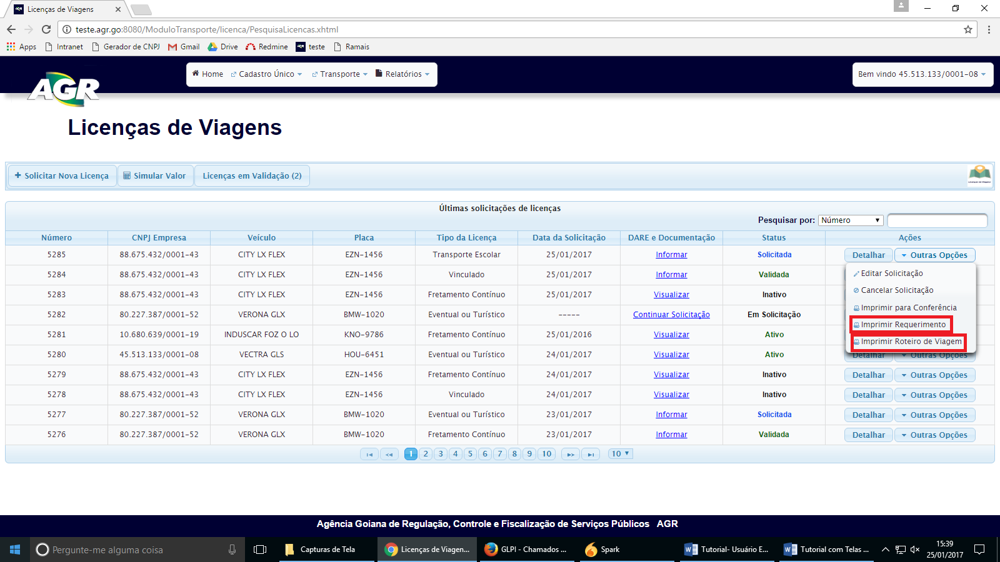 Licenças de Viagens
teste.agr.go:8080/ModuloTransporte/licenca/PesquisaLicencas.xhtml
Apps Intranet Gerador de CNPJ Gmail Drive Redmine teste Ramais
AGR
Home Cadastro Único Transporte Relatórios
Bem vindo 45.513.133/0001-08
Licenças de Viagens
Solicitar Nova Licença Simular Valor Licenças em Validação (2)
Últimas solicitações de licenças
Pesquisar por: Número
Número CNPJ Empresa Veículo Placa Tipo da Licença Data da Solicitação DARE e Documentação Status Ações
5285 88.675.432/0001-43 CITY LX FLEX EZN-1456 Transporte Escolar 25/01/2017 Informar Solicitada Detalhar Outras Opções
5284 88.675.432/0001-43 CITY LX FLEX EZN-1456 Vinculado 25/01/2017 Informar Validada
5283 88.675.432/0001-43 CITY LX FLEX EZN-1456 Fretamento Contínuo 25/01/2017 Visualizar Inativo
5282 80.227.387/0001-52 VERONA GLX BMW-1020 Eventual ou Turístico ----- Continuar Solicitação Em Solicitação
5281 10.680.639/0001-19 INDUSCAR FOZ O LO KNO-9786 Fretamento Contínuo 25/01/2016 Visualizar Ativo
Editar Solicitação
Cancelar Solicitação
Imprimir para Conferência
Imprimir Requerimento
Imprimir Roteiro de Viagem
5280 45.513.133/0001-08 VECTRA GLS HOU-6451 Eventual ou Turístico 24/01/2017 Visualizar Ativo Detalhar Outras Opções
5279 88.675.432/0001-43 CITY LX FLEX EZN-1456 Fretamento Contínuo 24/01/2017 Visualizar Inativo Detalhar Outras Opções
5278 88.675.432/0001-43 CITY LX FLEX EZN-1456 Vinculado 24/01/2017 Visualizar Inativo Detalhar Outras Opções
5277 80.227.387/0001-52 VERONA GLX BMW-1020 Eventual ou Turístico 23/01/2017 Informar Solicitada Detalhar Outras Opções
5276 80.227.387/0001-52 VERONA GLX BMW-1020 Fretamento Contínuo 23/01/2017 Informar Validada Detalhar Outras Opções
1 2 3 4 5 6 7 8 9 10 10
Agência Goiana de Regulação, Controle e Fiscalização de Serviços Públicos AGR
Pergunte-me alguma coisa Capturas de Tela Licenças de Viagen... GLPI - Chamados ... Spark Tutorial- Usuário E... Tutorial com Telas ... 15:39
25/01/2017